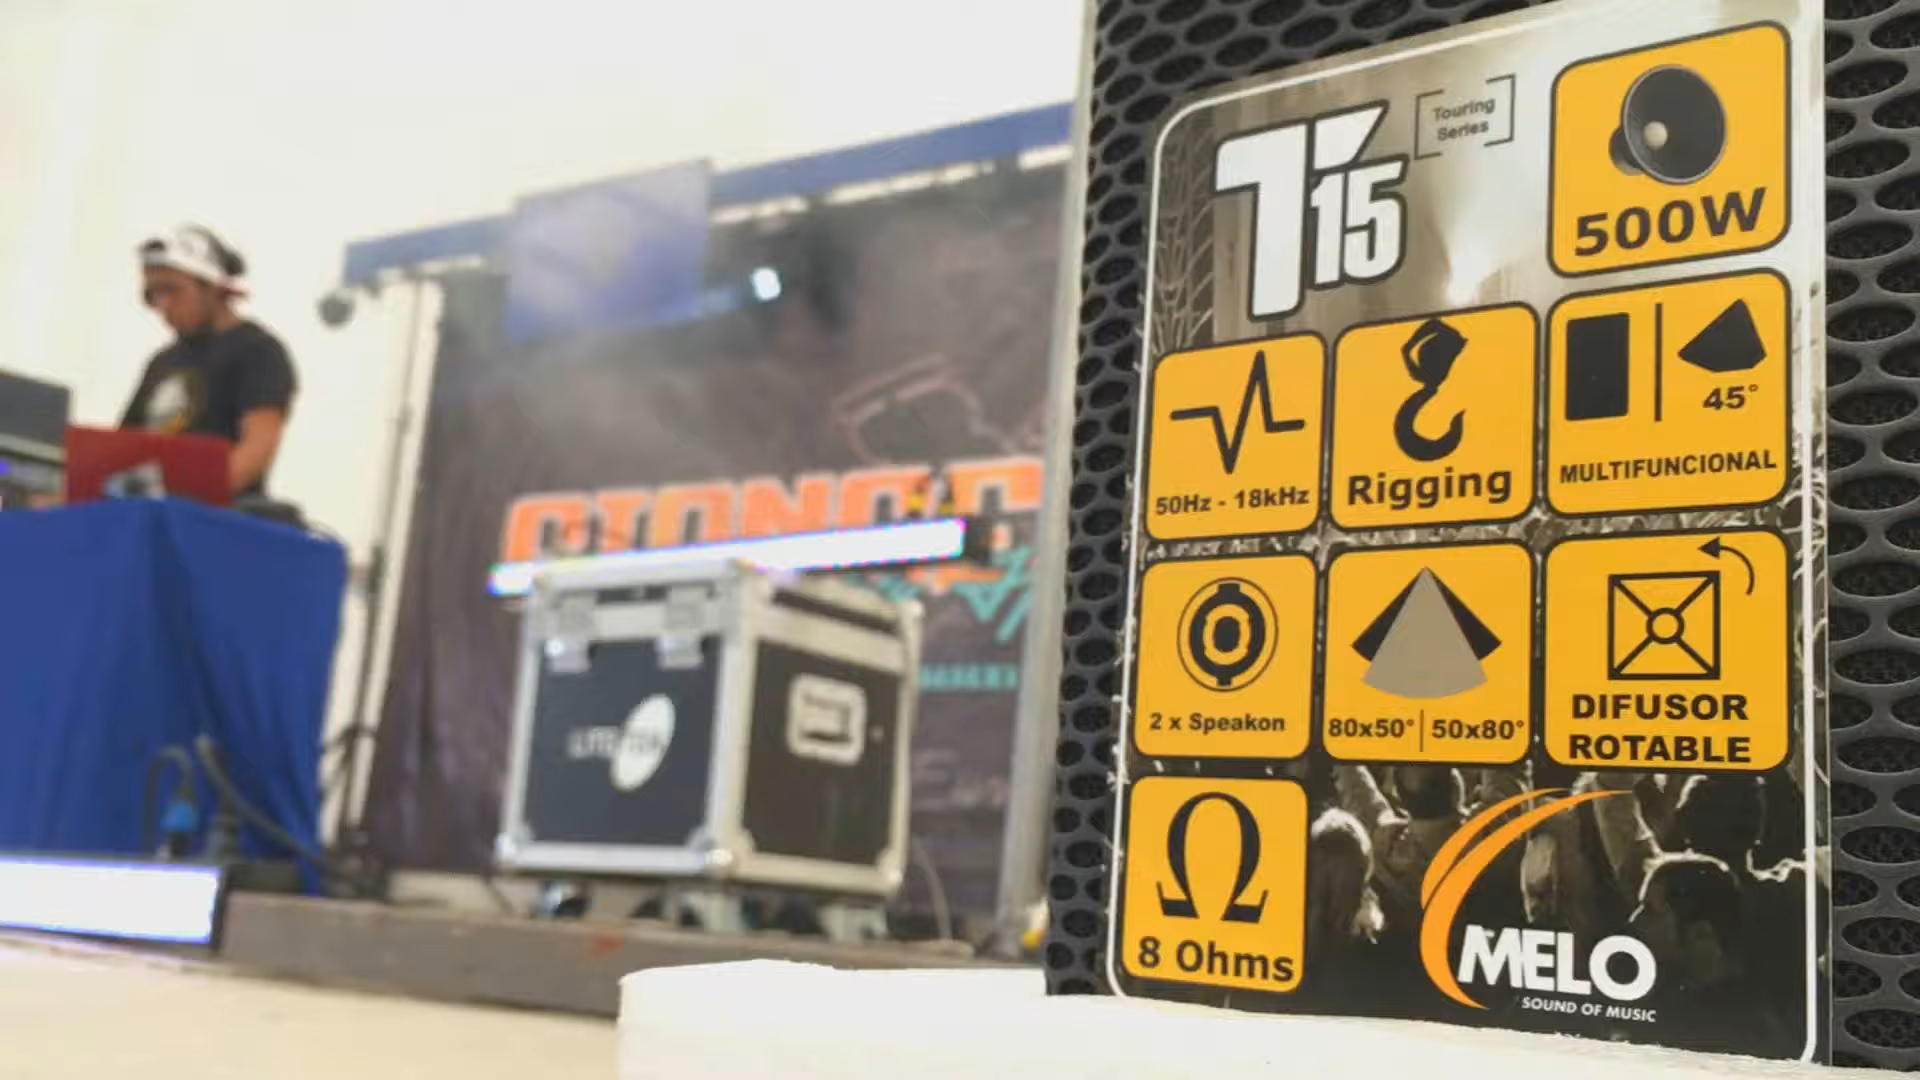 T15
Touring
Series
500W
50Hz - 18kHz
Rigging
45°
MULTIFUNCIONAL
2 x Speakon
80x50° | 50x80°
DIFUSOR
ROTABLE
Ω
8 Ohms
MELO
SOUND OF MUSIC